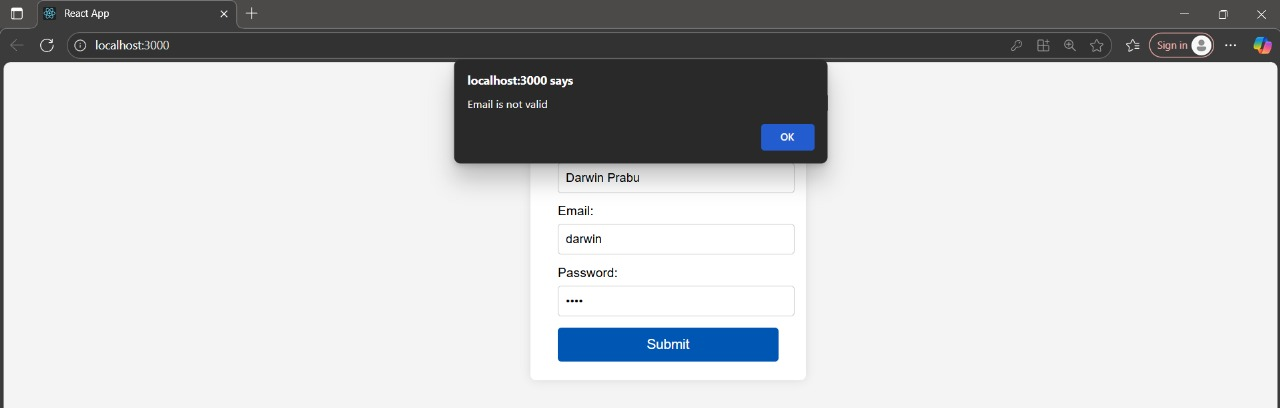 React App
localhost:3000
Sign in
localhost:3000 says
Email is not valid
OK
Darwin Prabu
Email:
darwin
Password:
••••
Submit